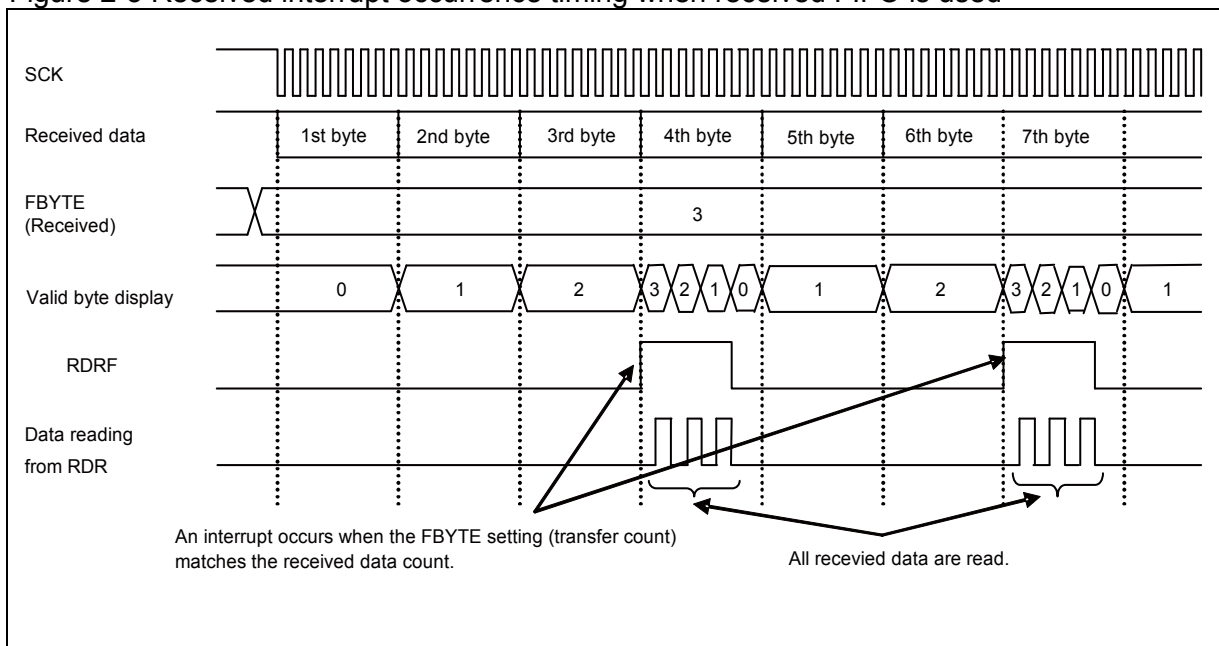 Figure 2-3 Received interrupt occurrence timing when received FIFO is used
SCK
Received data
1st byte 2nd byte 3rd byte 4th byte 5th byte 6th byte 7th byte
FBYTE
(Received)
3
Valid byte display
0 1 2 3 2 1 0 1 2 3 2 1 0 1
RDRF
Data reading
from RDR
An interrupt occurs when the FBYTE setting (transfer count)
matches the received data count.
All recevied data are read.